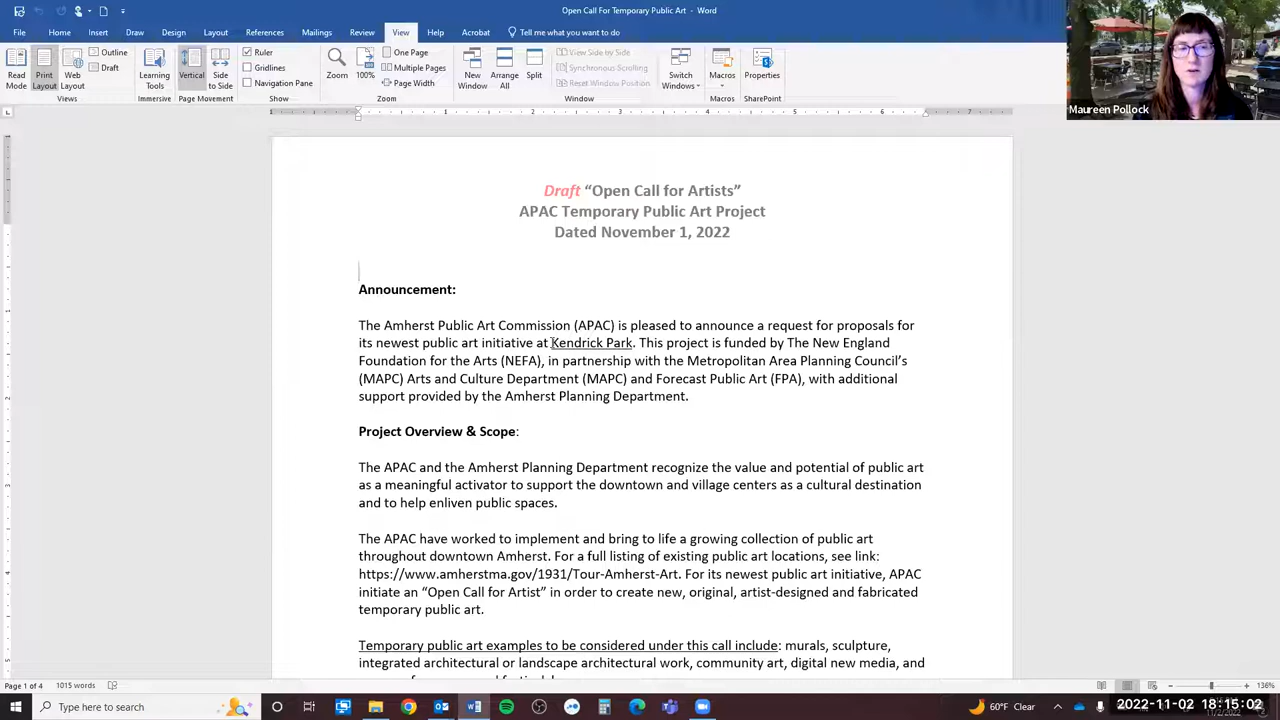 Open Call For Temporary Public Art - Word
File Home Insert Draw Design Layout References Mailings Review View Help Acrobat Tell me what you want to do
Read Mode
Print Layout
Web Layout
Outline
Draft
Views
Learning Tools
Immersive
Vertical
Side to Side
Page Movement
Ruler
Gridlines
Navigation Pane
Show
Zoom
100%
One Page
Multiple Pages
Page Width
Zoom
New Window
Arrange All
Split
View Side by Side
Synchronous Scrolling
Reset Window Position
Window
Switch Windows
Macros
Macros
Properties
SharePoint
Maureen Pollock
Draft “Open Call for Artists”
APAC Temporary Public Art Project
Dated November 1, 2022
Announcement:
The Amherst Public Art Commission (APAC) is pleased to announce a request for proposals for
its newest public art initiative at Kendrick Park. This project is funded by The New England
Foundation for the Arts (NEFA), in partnership with the Metropolitan Area Planning Council’s
(MAPC) Arts and Culture Department (MAPC) and Forecast Public Art (FPA), with additional
support provided by the Amherst Planning Department.
Project Overview & Scope:
The APAC and the Amherst Planning Department recognize the value and potential of public art
as a meaningful activator to support the downtown and village centers as a cultural destination
and to help enliven public spaces.
The APAC have worked to implement and bring to life a growing collection of public art
throughout downtown Amherst. For a full listing of existing public art locations, see link:
https://www.amherstma.gov/1931/Tour-Amherst-Art. For its newest public art initiative, APAC
initiate an “Open Call for Artist” in order to create new, original, artist-designed and fabricated
temporary public art.
Temporary public art examples to be considered under this call include: murals, sculpture,
integrated architectural or landscape architectural work, community art, digital new media, and
Page 1 of 4 1015 words
136%
Type here to search
60°F Clear
2022-11-02 18:15:02
11/2/2022